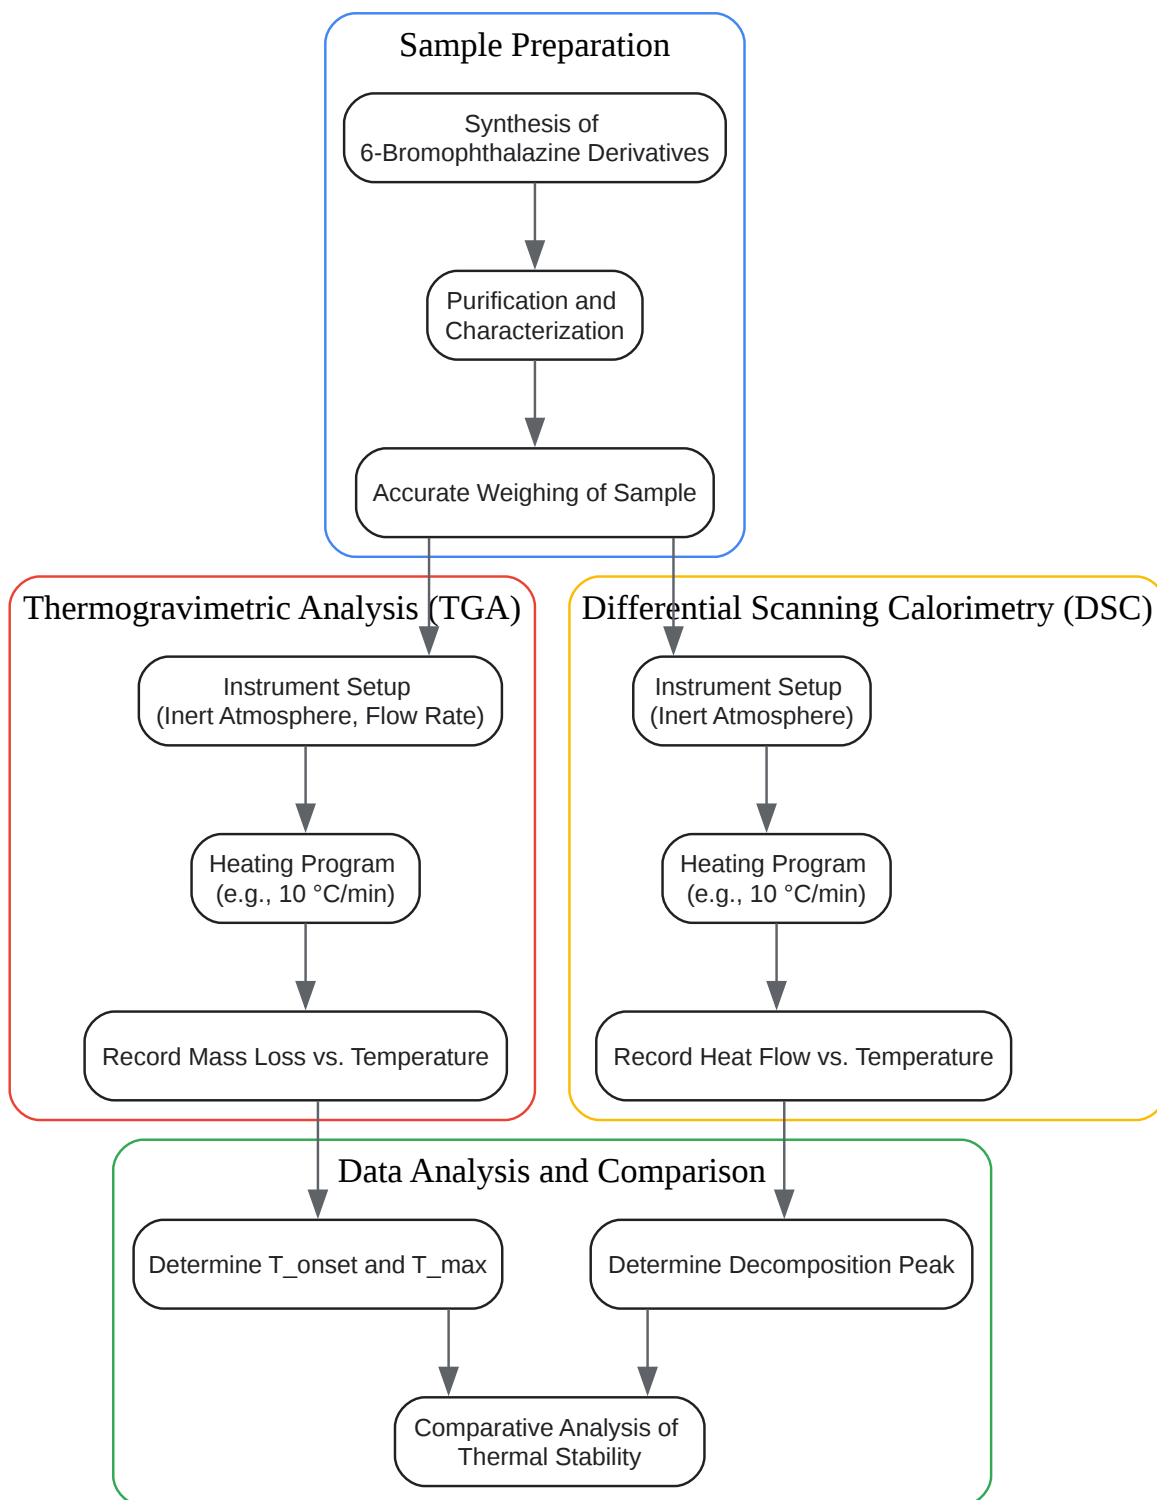 Sample Preparation
Synthesis of
6-Bromophthalazine Derivatives
Purification and
Characterization
Accurate Weighing of Sample
Thermogravimetric Analysis (TGA)
Instrument Setup
(Inert Atmosphere, Flow Rate)
Heating Program
(e.g., 10 °C/min)
Record Mass Loss vs. Temperature
Differential Scanning Calorimetry (DSC)
Instrument Setup
(Inert Atmosphere)
Heating Program
(e.g., 10 °C/min)
Record Heat Flow vs. Temperature
Data Analysis and Comparison
Determine T_onset and T_max
Determine Decomposition Peak
Comparative Analysis of
Thermal Stability